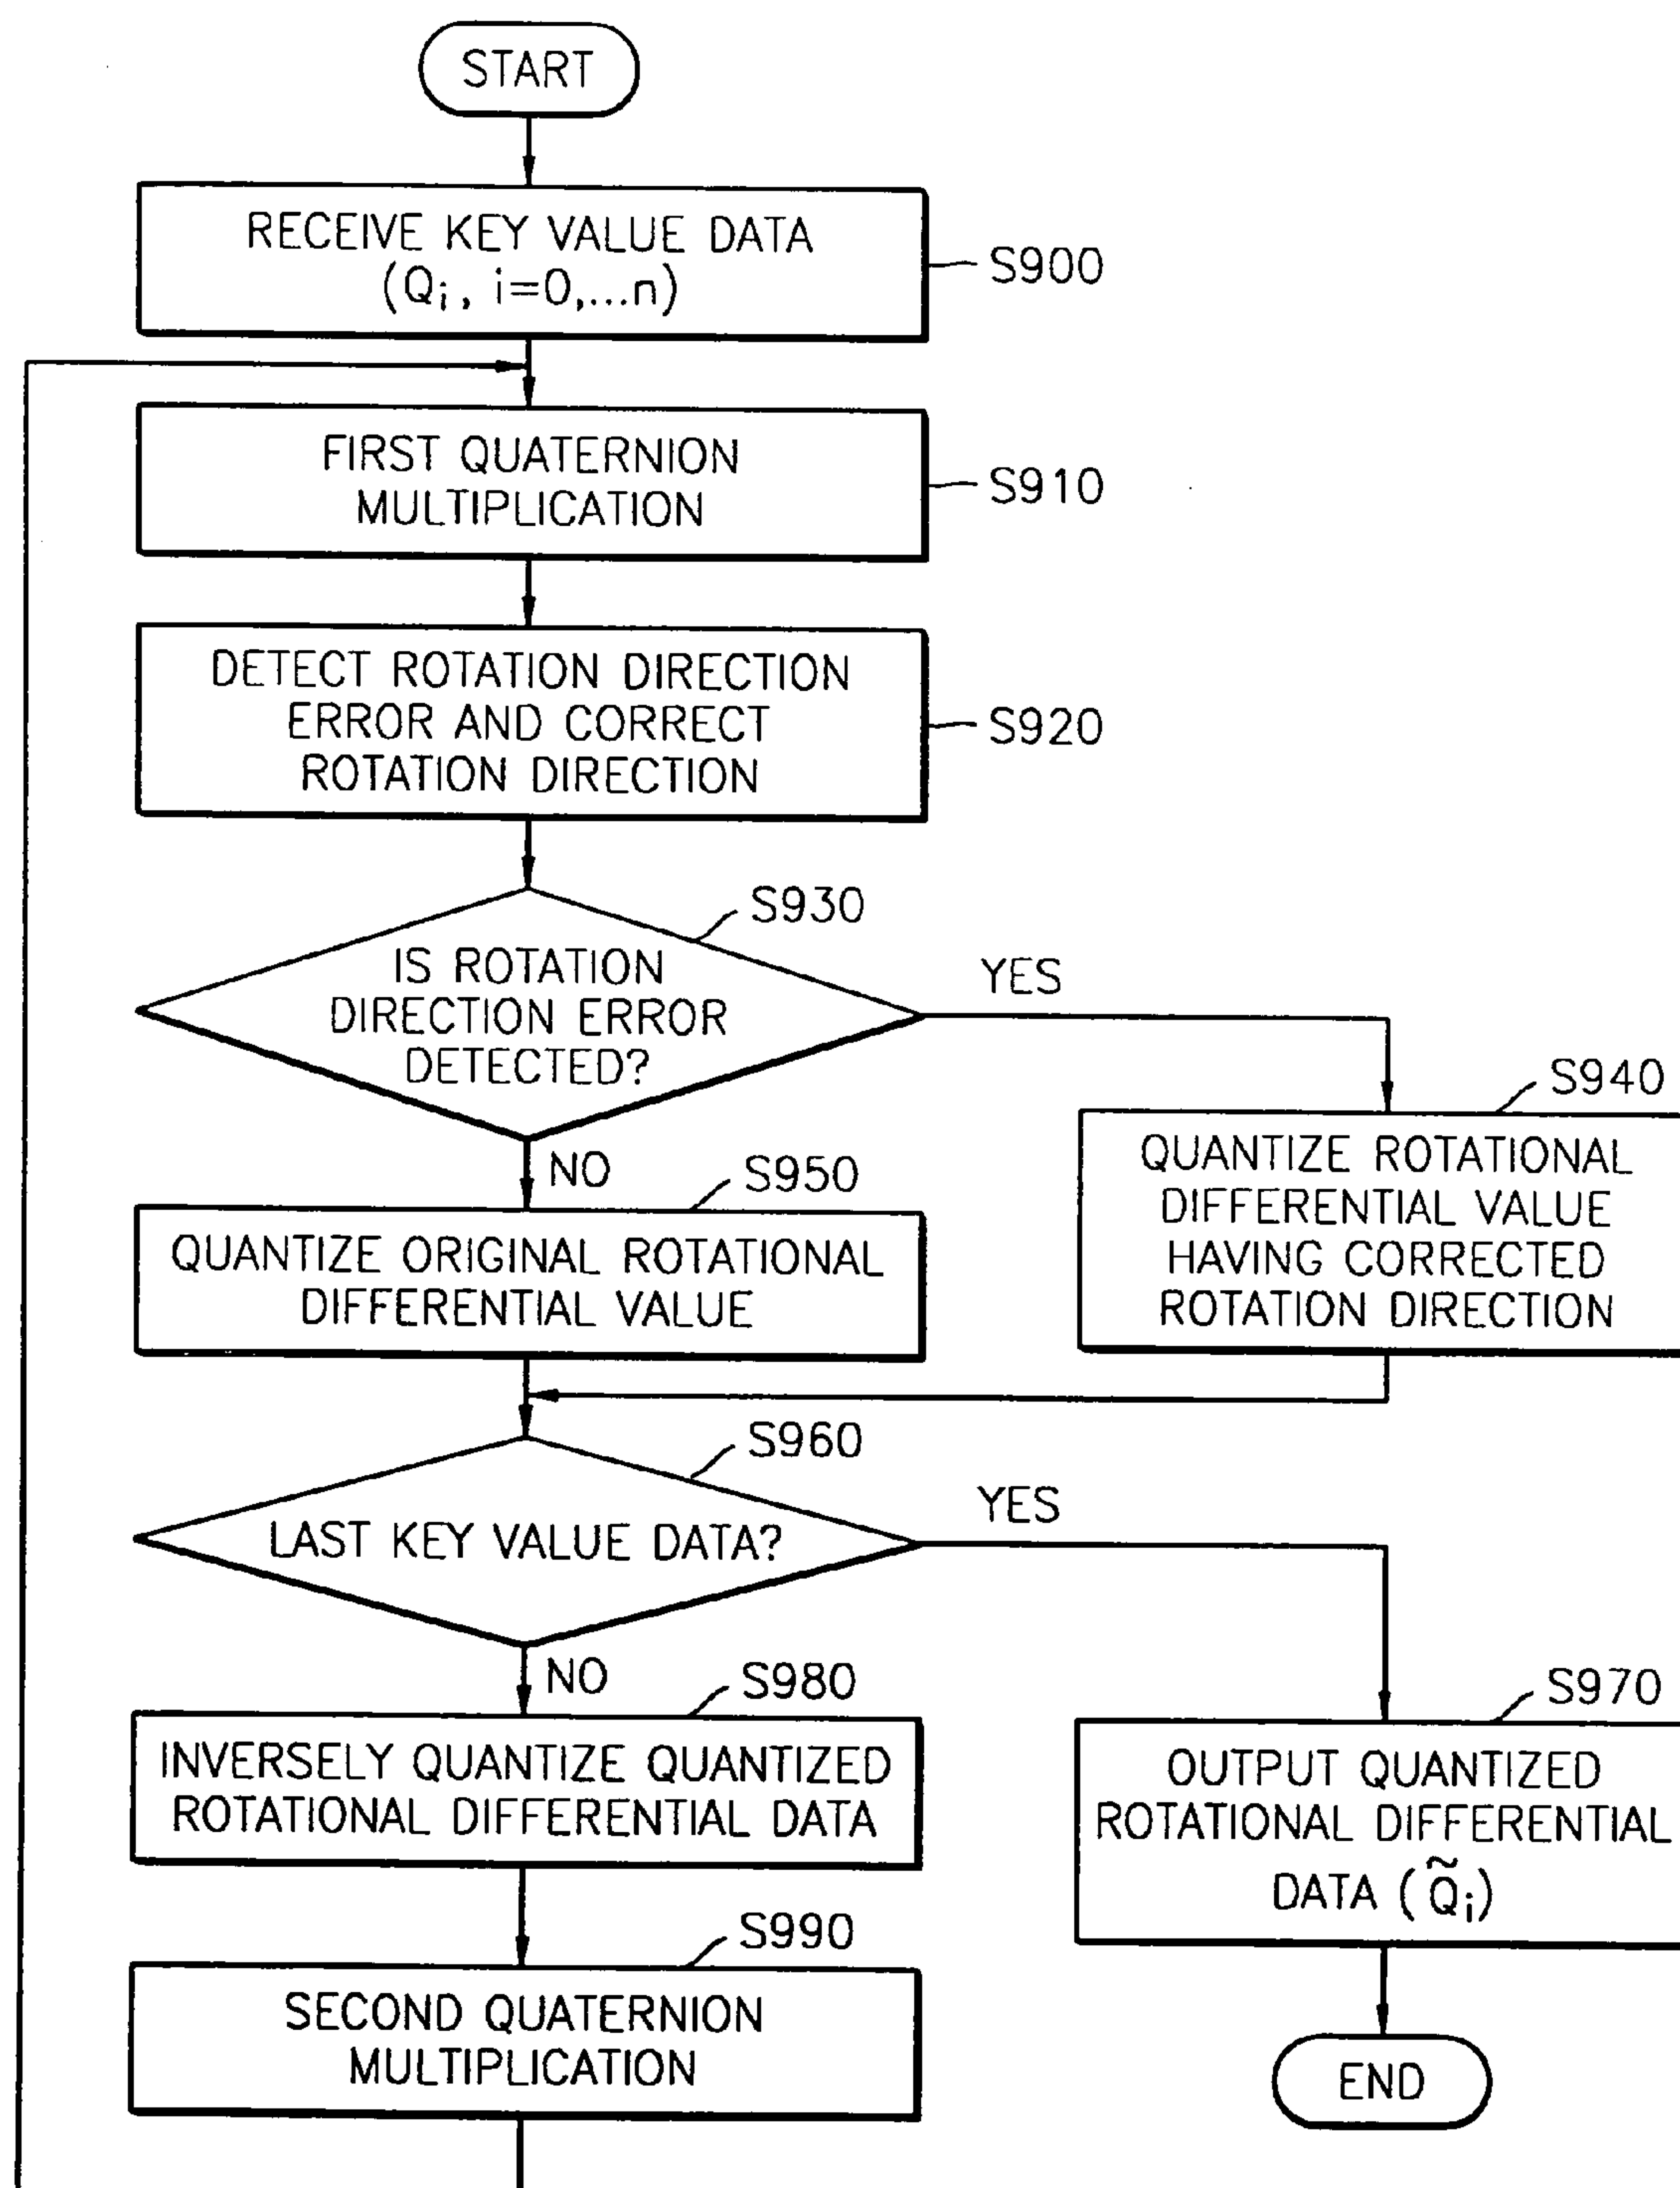 START
RECEIVE KEY VALUE DATA
(Qi, i=0,...n)
S900
FIRST QUATERNION
MULTIPLICATION
S910
DETECT ROTATION DIRECTION
ERROR AND CORRECT
ROTATION DIRECTION
S920
S930
IS ROTATION
DIRECTION ERROR
DETECTED?
YES
NO
S940
QUANTIZE ROTATIONAL
DIFFERENTIAL VALUE
HAVING CORRECTED
ROTATION DIRECTION
S950
QUANTIZE ORIGINAL ROTATIONAL
DIFFERENTIAL VALUE
S960
LAST KEY VALUE DATA?
YES
NO
S970
OUTPUT QUANTIZED
ROTATIONAL DIFFERENTIAL
DATA (Q̃i)
S980
INVERSELY QUANTIZE QUANTIZED
ROTATIONAL DIFFERENTIAL DATA
S990
SECOND QUATERNION
MULTIPLICATION
END